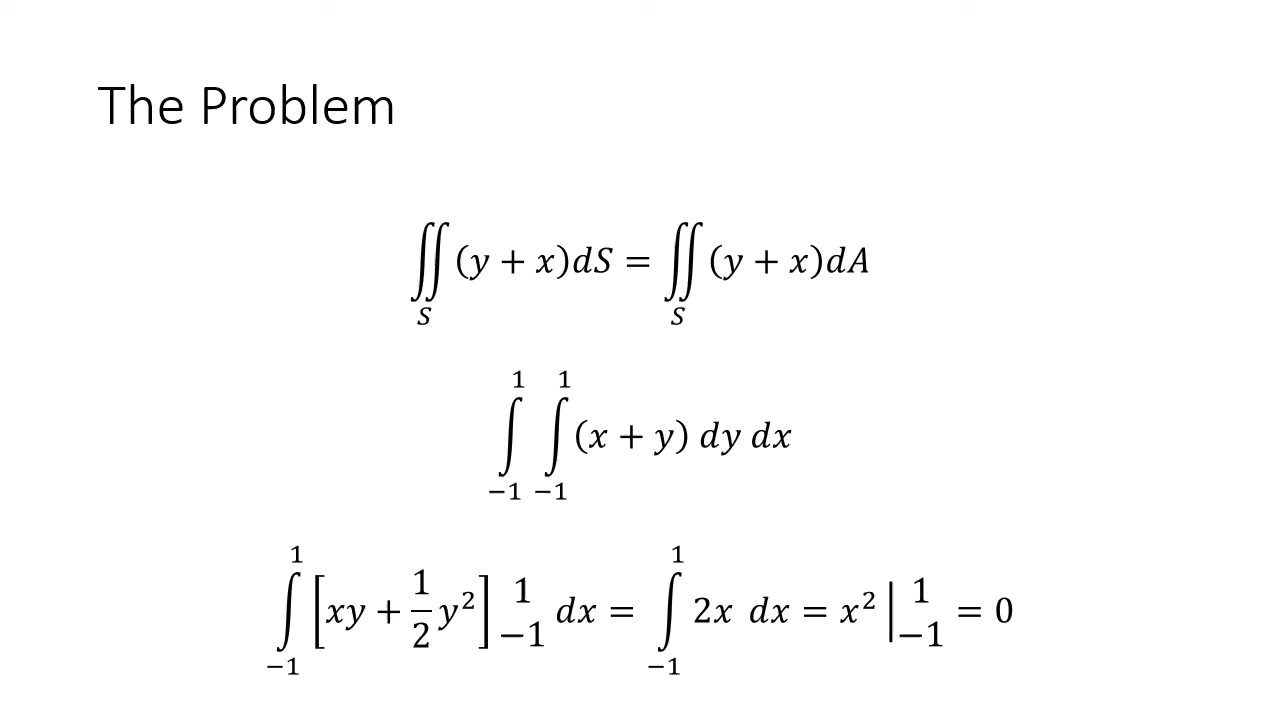 The Problem
∬_S (y + x)dS = ∬_S (y + x)dA
∫_{−1}^{1} ∫_{−1}^{1} (x + y) dy dx
∫_{−1}^{1} [xy + \frac{1}{2}y²] _{−1}^{1} dx = ∫_{−1}^{1} 2x dx = x² |_{−1}^{1} = 0